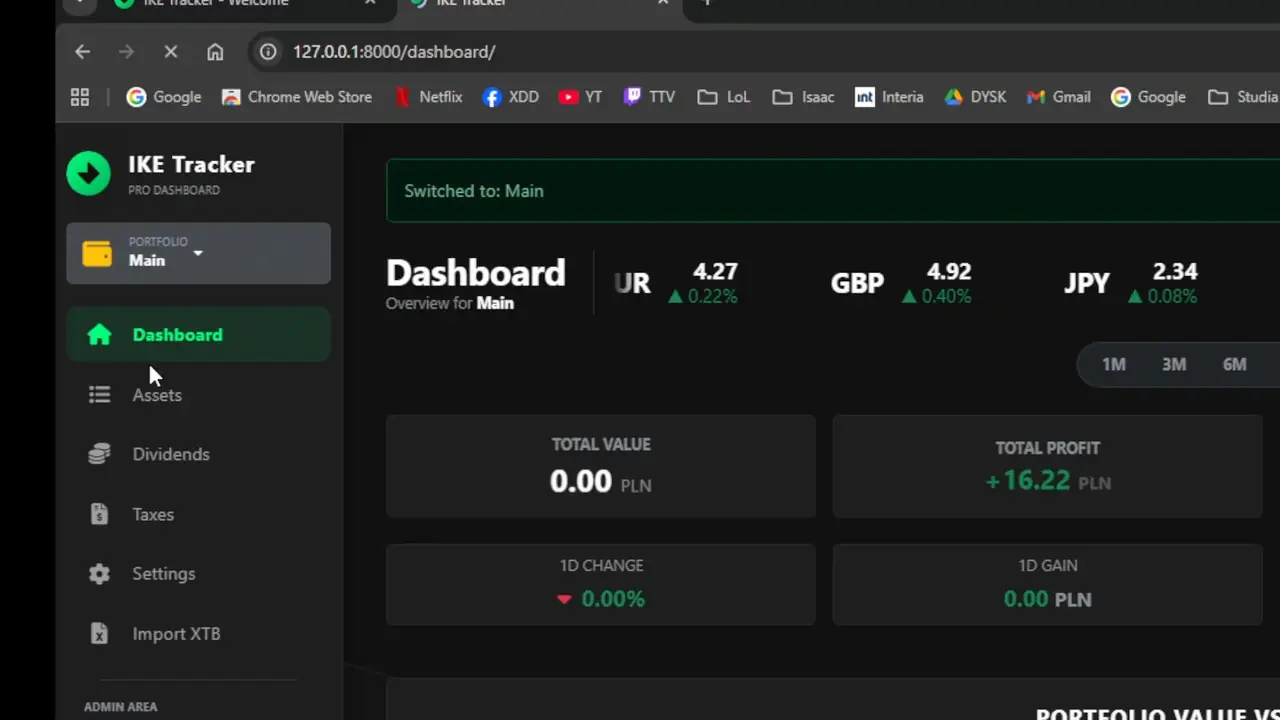 IKE Tracker - Welcome
IKE Tracker
127.0.0.1:8000/dashboard/
Google Chrome Web Store Netflix XDD YT TTV LoL Isaac int Interia DYSK Gmail Google Studia
IKE Tracker
PRO DASHBOARD
PORTFOLIO
Main
Dashboard
Assets
Dividends
Taxes
Settings
Import XTB
ADMIN AREA
Switched to: Main
Dashboard
Overview for Main
UR 4.27
▲ 0.22%
GBP 4.92
▲ 0.40%
JPY 2.34
▲ 0.08%
1M 3M 6M
TOTAL VALUE
0.00 PLN
TOTAL PROFIT
+16.22 PLN
1D CHANGE
0.00%
1D GAIN
0.00 PLN
PORTFOLIO VALUE VS